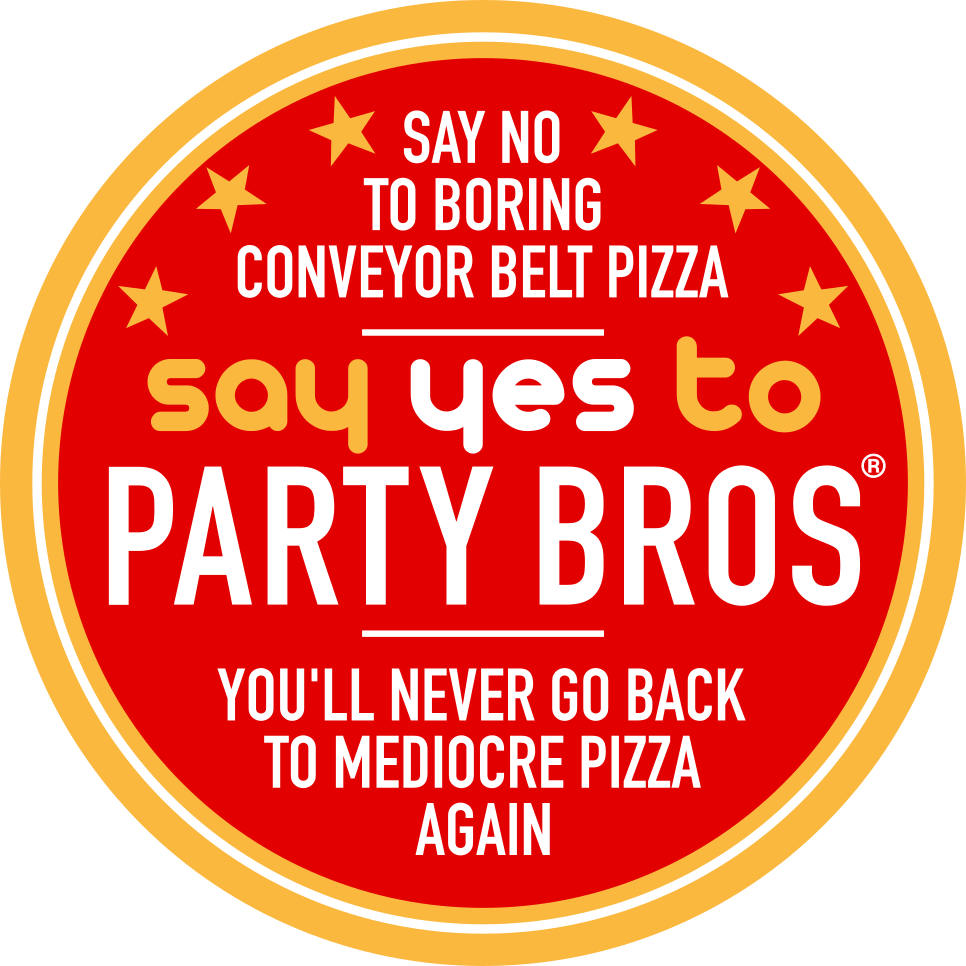 SAY NO
TO BORING
CONVEYOR BELT PIZZA
say yes to
PARTY BROS®
YOU'LL NEVER GO BACK
TO MEDIOCRE PIZZA
AGAIN